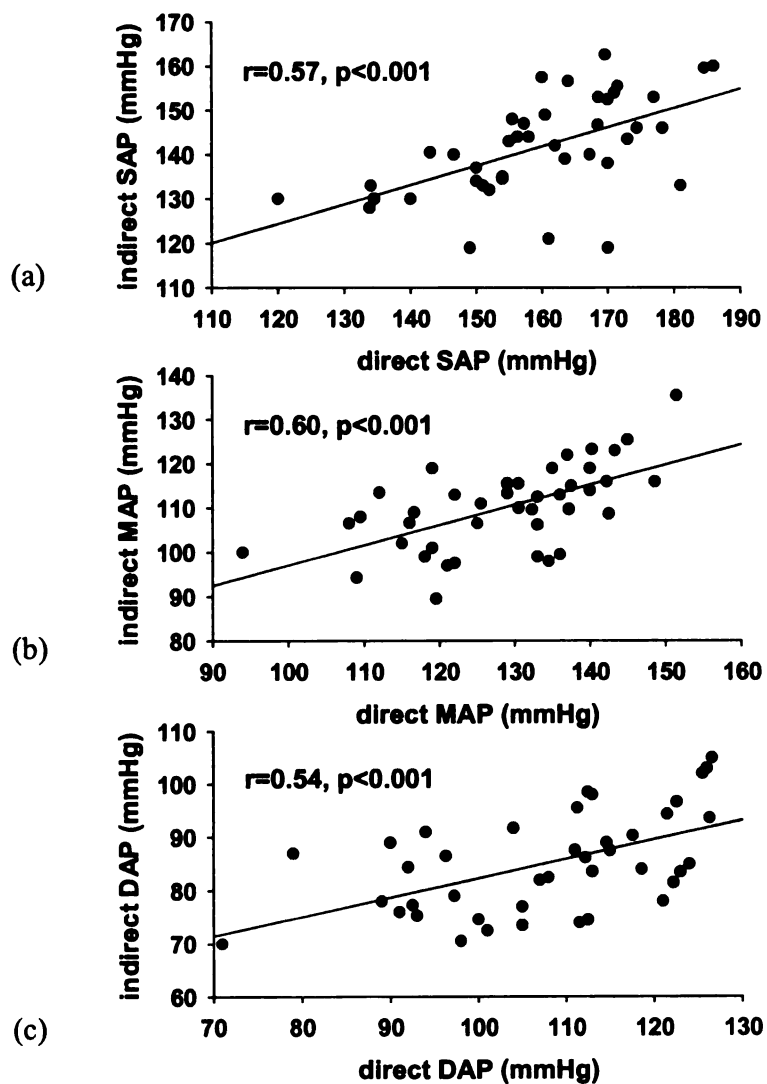 (a)
indirect SAP (mmHg)
r=0.57, p<0.001
170
160
150
140
130
120
110
110 120 130 140 150 160 170 180 190
direct SAP (mmHg)
(b)
indirect MAP (mmHg)
r=0.60, p<0.001
140
130
120
110
100
90
80
90 100 110 120 130 140 150 160
direct MAP (mmHg)
(c)
indirect DAP (mmHg)
r=0.54, p<0.001
110
100
90
80
70
60
70 80 90 100 110 120 130
direct DAP (mmHg)